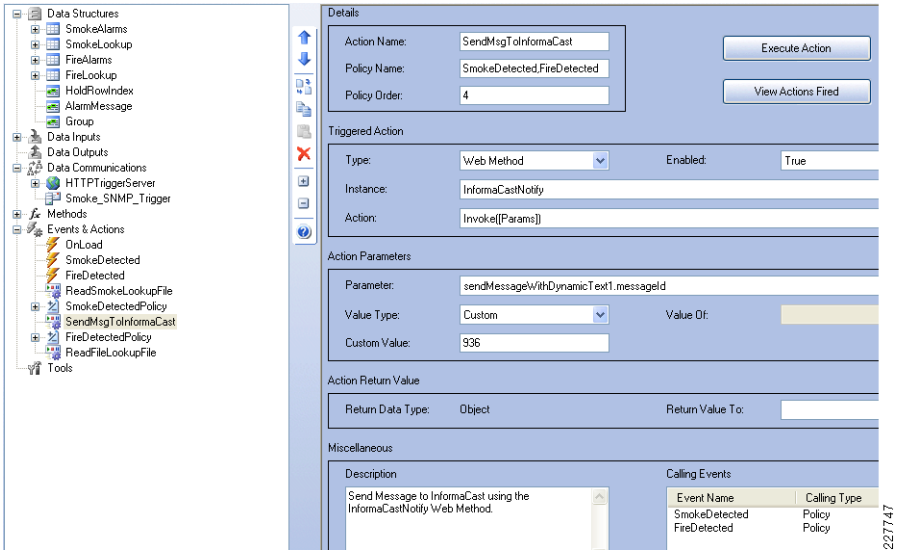 Data Structures
SmokeAlarms
SmokeLookup
FireAlarms
FireLookup
HoldRowIndex
AlarmMessage
Group
Data Inputs
Data Outputs
Data Communications
HTTPTriggerServer
Smoke_SNMP_Trigger
Methods
Events & Actions
OnLoad
SmokeDetected
FireDetected
ReadSmokeLookupFile
SmokeDetectedPolicy
SendMsgToInformaCast
FireDetectedPolicy
ReadFileLookupFile
Tools
Details
Action Name: SendMsgToInformaCast
Execute Action
Policy Name: SmokeDetected,FireDetected
View Actions Fired
Policy Order: 4
Triggered Action
Type: Web Method Enabled: True
Instance: InformaCastNotify
Action: Invoke([Params])
Action Parameters
Parameter: sendMessageWithDynamicText1.messageId
Value Type: Custom Value Of:
Custom Value: 936
Action Return Value
Return Data Type: Object Return Value To:
Miscellaneous
Description
Send Message to InformaCast using the
InformaCastNotify Web Method.
Calling Events
Event Name Calling Type
SmokeDetected Policy
FireDetected Policy
227747